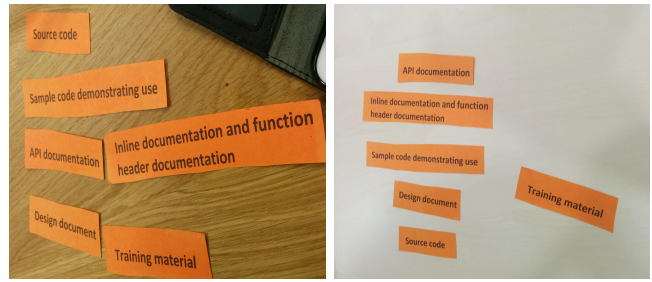 Source code
Sample code demonstrating use
API documentation
Inline documentation and function
header documentation
Design document
Training material
API documentation
Inline documentation and function
header documentation
Sample code demonstrating use
Design document
Training material
Source code